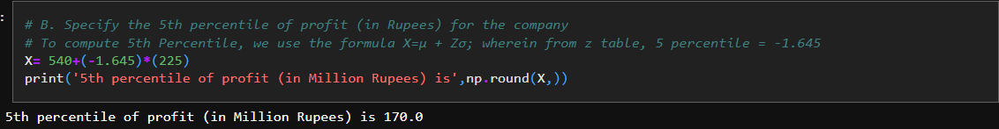 :
# B. Specify the 5th percentile of profit (in Rupees) for the company
# To compute 5th Percentile, we use the formula X=μ + Zσ; wherein from z table, 5 percentile = -1.645
X= 540+(-1.645)*(225)
print('5th percentile of profit (in Million Rupees) is',np.round(X,))
5th percentile of profit (in Million Rupees) is 170.0